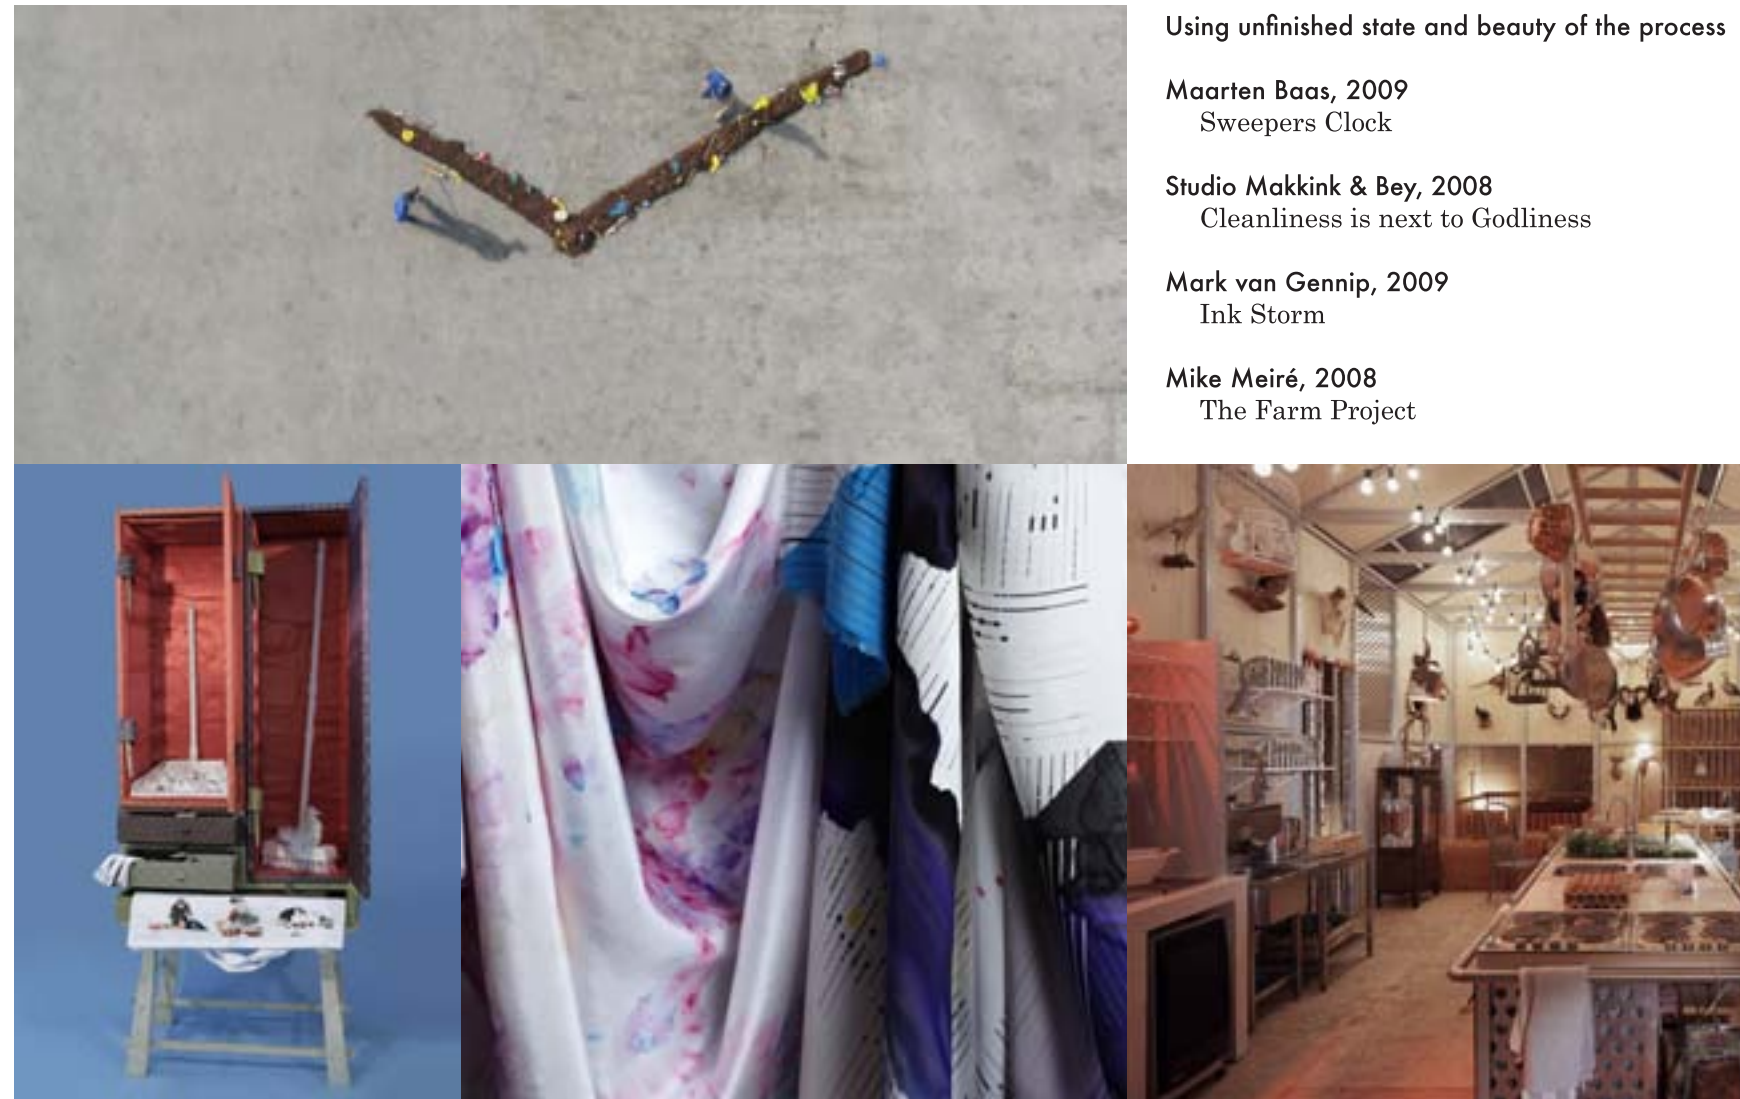 Using unfinished state and beauty of the process
Maarten Baas, 2009
Sweepers Clock
Studio Makkink & Bey, 2008
Cleanliness is next to Godliness
Mark van Gennip, 2009
Ink Storm
Mike Meiré, 2008
The Farm Project